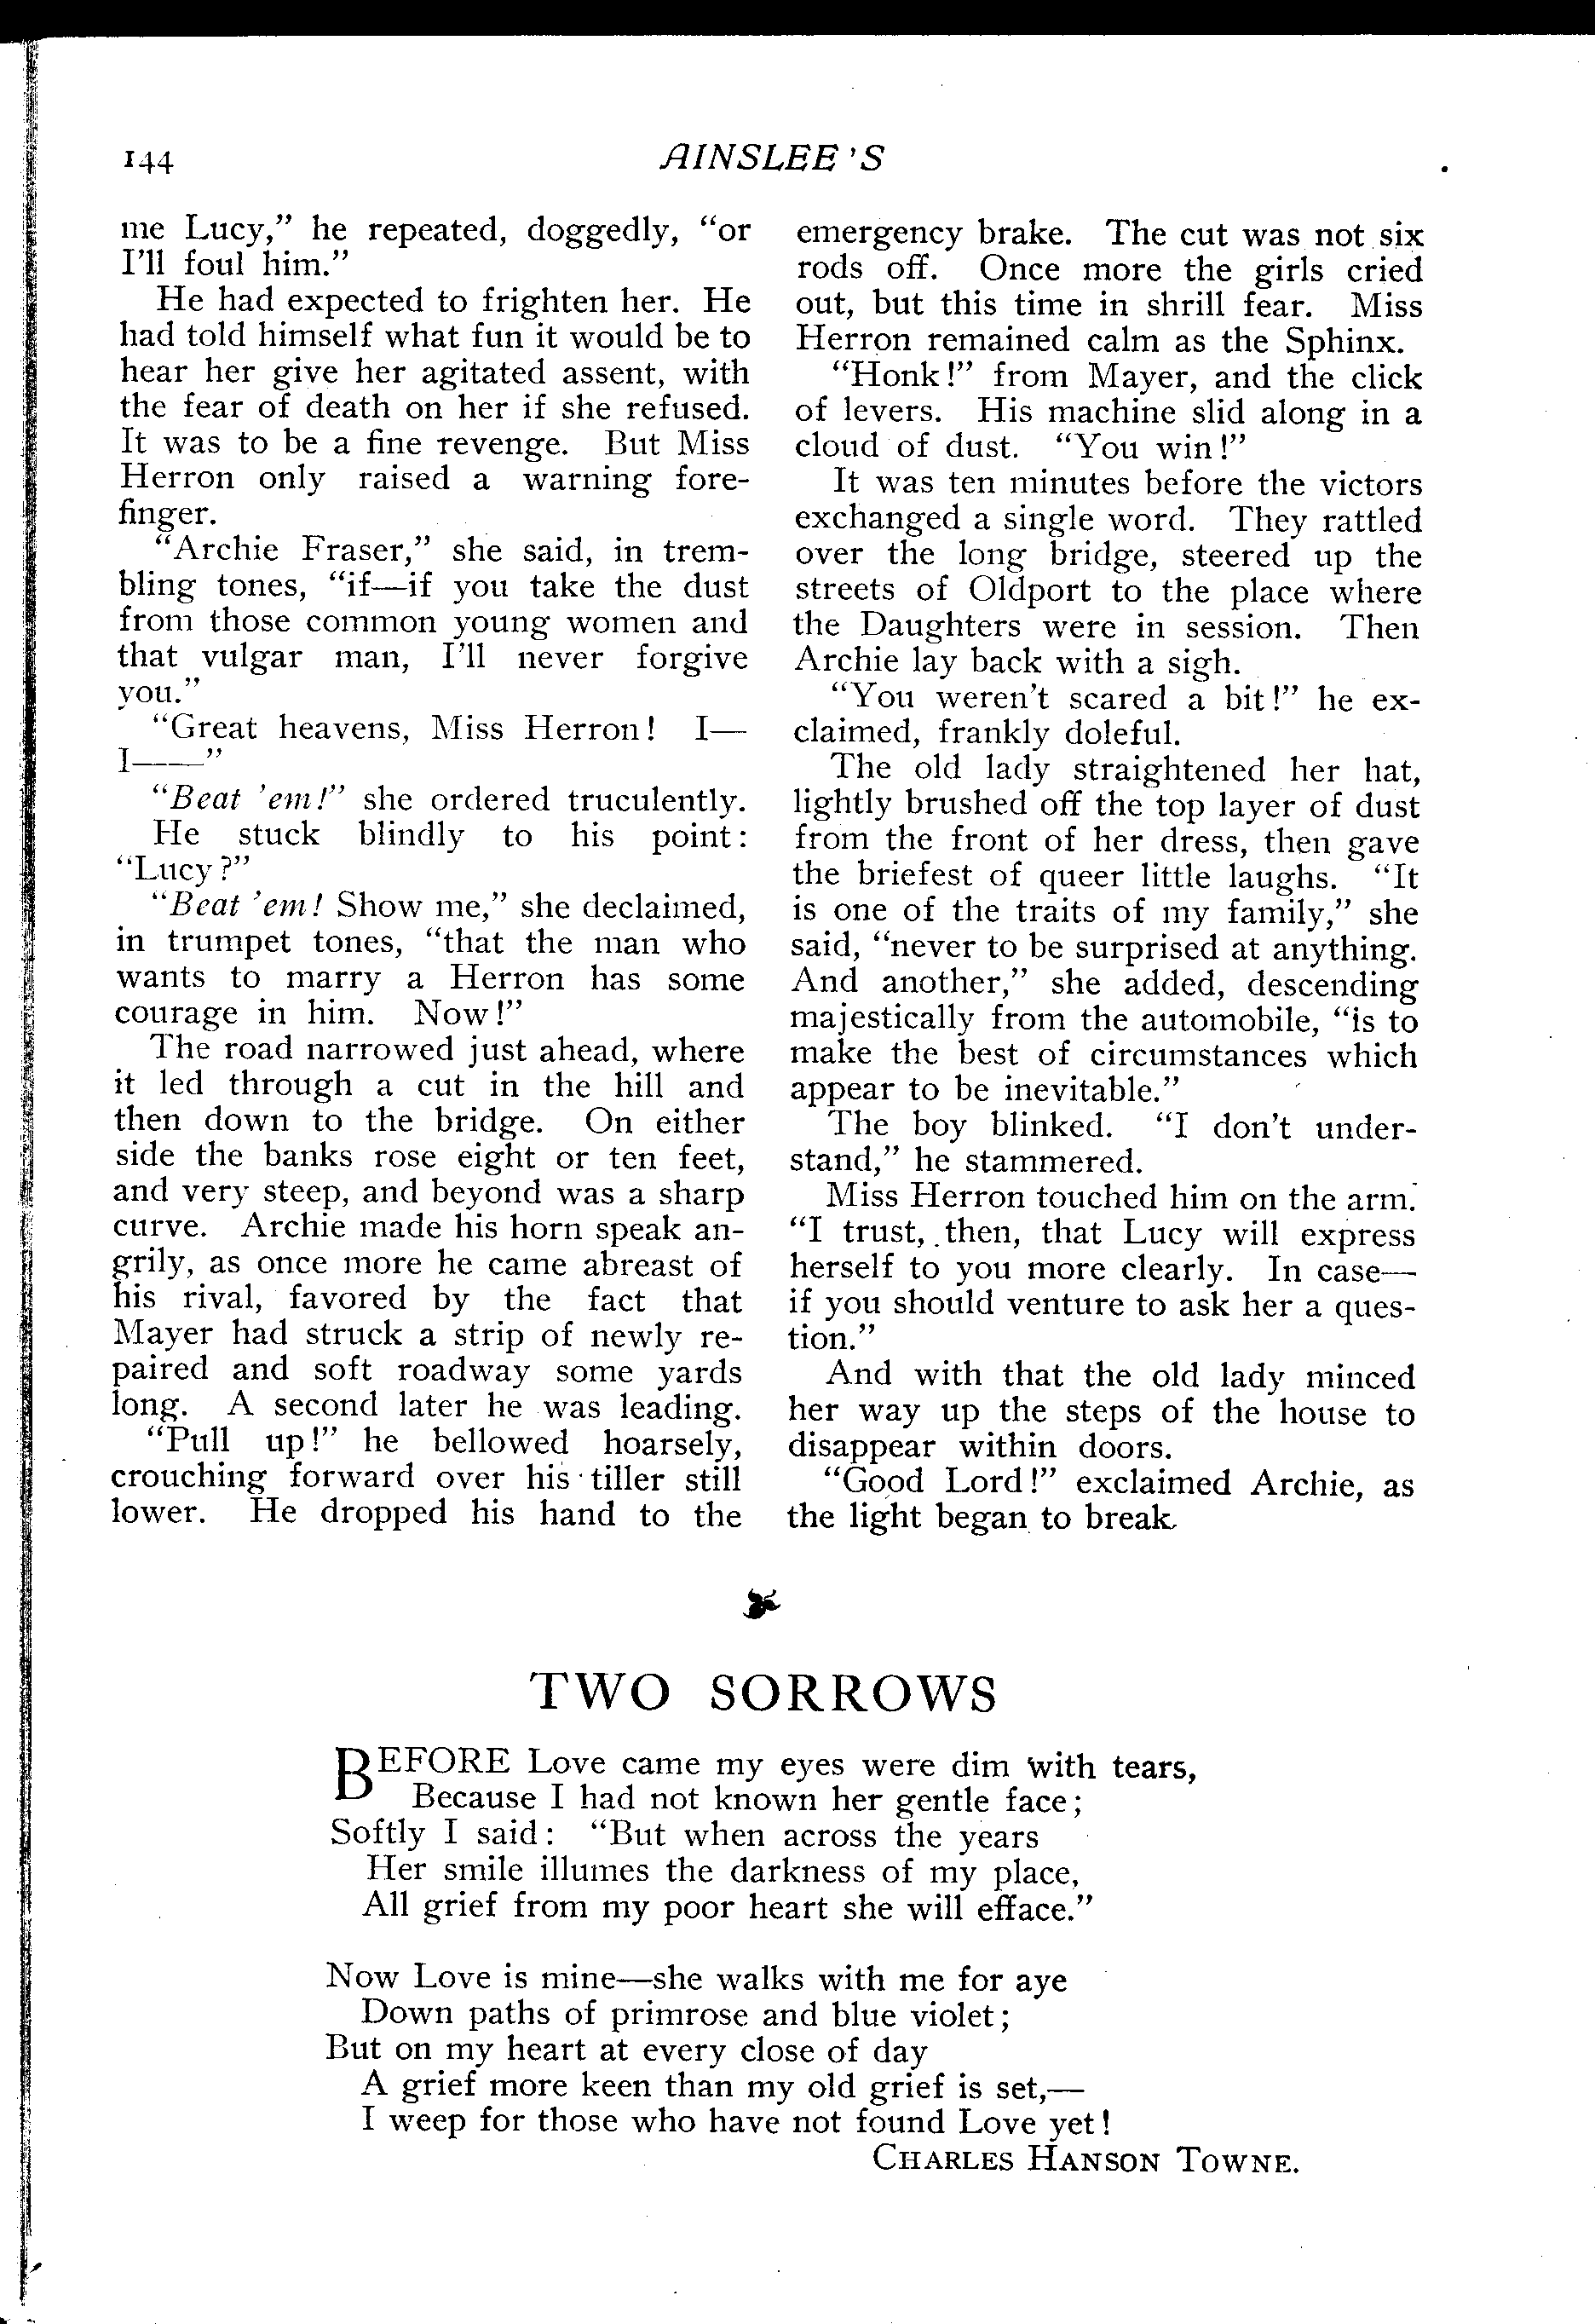 144
AINSLEE'S
me Lucy," he repeated, doggedly, "or
I'll foul him."
He had expected to frighten her. He
had told himself what fun it would be to
hear her give her agitated assent, with
the fear of death on her if she refused.
It was to be a fine revenge. But Miss
Herron only raised a warning fore-
finger.
"Archie Fraser," she said, in trem-
bling tones, "if—if you take the dust
from those common young women and
that vulgar man, I'll never forgive
you."
"Great heavens, Miss Herron! I—
I——"
"Beat 'em!" she ordered truculently.
He stuck blindly to his point:
"Lucy?"
"Beat 'em! Show me," she declaimed,
in trumpet tones, "that the man who
wants to marry a Herron has some
courage in him. Now!"
The road narrowed just ahead, where
it led through a cut in the hill and
then down to the bridge. On either
side the banks rose eight or ten feet,
and very steep, and beyond was a sharp
curve. Archie made his horn speak an-
grily, as once more he came abreast of
his rival, favored by the fact that
Mayer had struck a strip of newly re-
paired and soft roadway some yards
long. A second later he was leading.
"Pull up!" he bellowed hoarsely,
crouching forward over his tiller still
lower. He dropped his hand to the
emergency brake. The cut was not six
rods off. Once more the girls cried
out, but this time in shrill fear. Miss
Herron remained calm as the Sphinx.
"Honk!" from Mayer, and the click
of levers. His machine slid along in a
cloud of dust. "You win!"
It was ten minutes before the victors
exchanged a single word. They rattled
over the long bridge, steered up the
streets of Oldport to the place where
the Daughters were in session. Then
Archie lay back with a sigh.
"You weren't scared a bit!" he ex-
claimed, frankly doleful.
The old lady straightened her hat,
lightly brushed off the top layer of dust
from the front of her dress, then gave
the briefest of queer little laughs. "It
is one of the traits of my family," she
said, "never to be surprised at anything.
And another," she added, descending
majestically from the automobile, "is to
make the best of circumstances which
appear to be inevitable."
The boy blinked. "I don't under-
stand," he stammered.
Miss Herron touched him on the arm.
"I trust, then, that Lucy will express
herself to you more clearly. In case—
if you should venture to ask her a ques-
tion."
And with that the old lady minced
her way up the steps of the house to
disappear within doors.
"Good Lord!" exclaimed Archie, as
the light began to break.
TWO SORROWS
BEFORE Love came my eyes were dim with tears,
Because I had not known her gentle face;
Softly I said: "But when across the years
Her smile illumes the darkness of my place,
All grief from my poor heart she will efface."
Now Love is mine—she walks with me for aye
Down paths of primrose and blue violet;
But on my heart at every close of day
A grief more keen than my old grief is set,—
I weep for those who have not found Love yet!
CHARLES HANSON TOWNE.